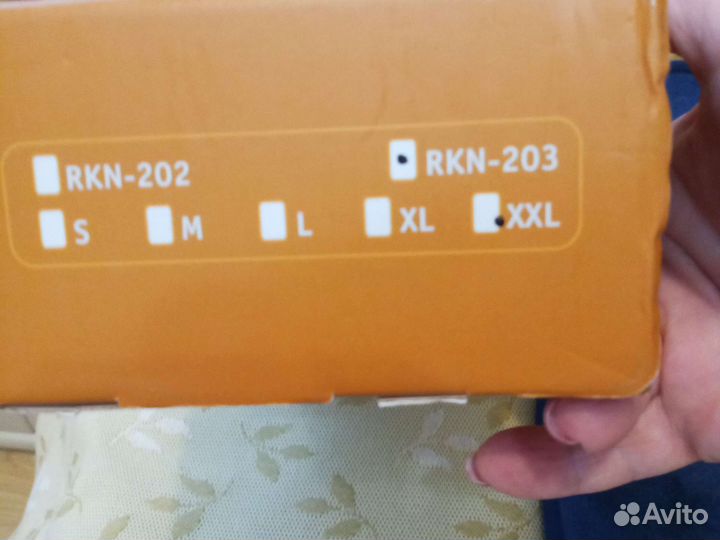 RKN-202 RKN-203
S M L XL XXL
Avito